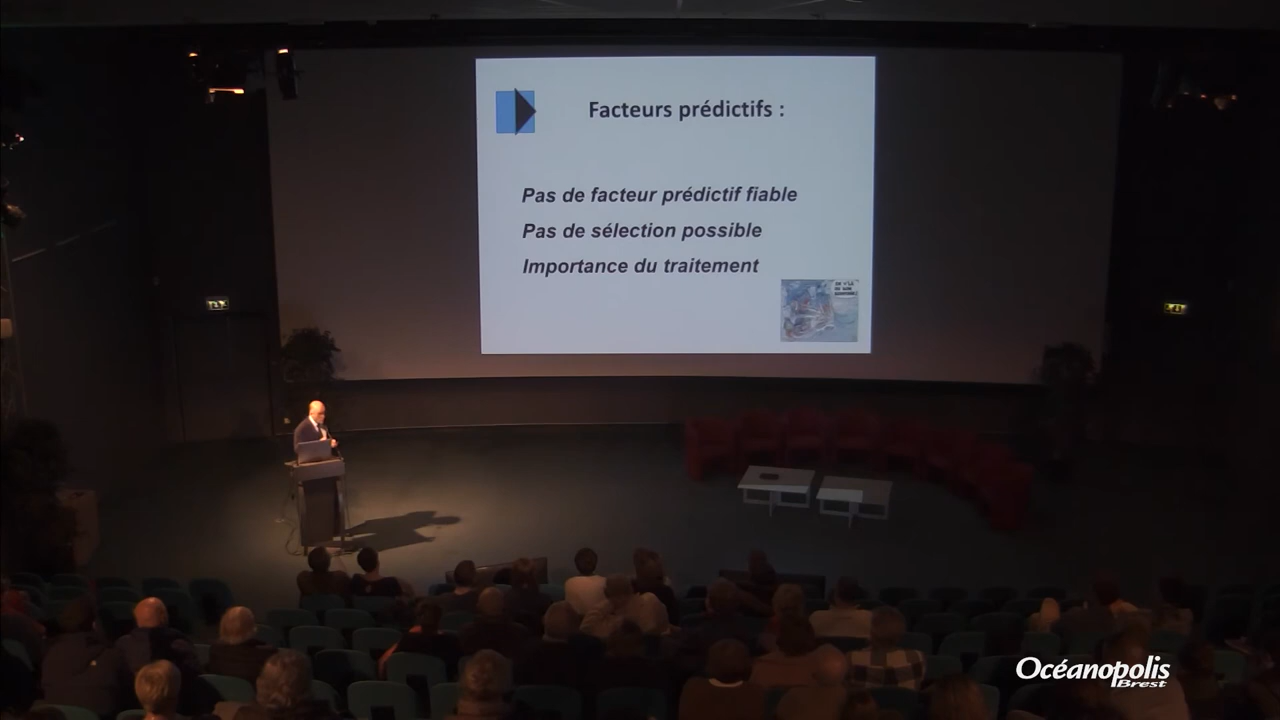 Facteurs prédictifs :
Pas de facteur prédictif fiable
Pas de sélection possible
Importance du traitement
Océanopolis
Brest